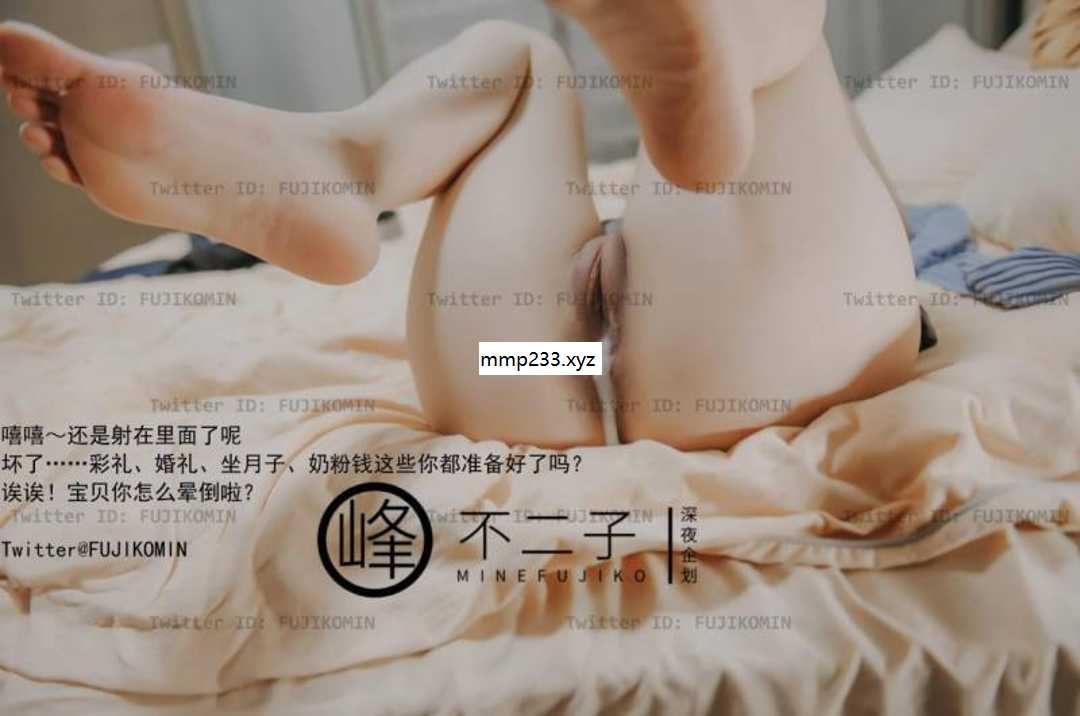 Twitter ID: FUJIKOMIN
Twitter ID: FUJIKOMIN
Twitter ID: FUJIKOMIN
Twitter ID: FUJIKOMIN
Twitter ID: FUJIKOMIN
Twitter ID: FUJIKOMIN
Twitter ID: FUJIKOMIN
Twitter ID: FUJIKOMIN
mmp233.xyz
Twitter ID: FUJIKOMIN
Twitter ID: FUJIKOMIN
嘻嘻～还是射在里面了呢
坏了……彩礼、婚礼、坐月子、奶粉钱这些你都准备好了吗？
诶诶！宝贝你怎么晕倒啦？
Twitter ID: FUJIKOMIN
Twitter ID: FUJIKOMIN
Twitter ID: FUJIKOMIN
Twitter@FUJIKOMIN
峰
不二子
MINEFUJIKO
深夜企划
Twitter ID: FUJIKOMIN
Twitter ID: FUJIKOMIN